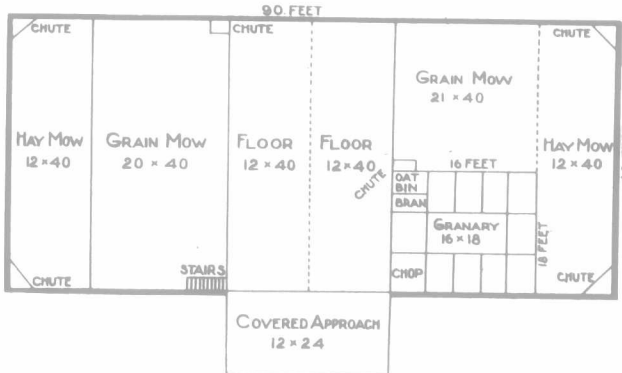 90 FEET
CHUTE
CHUTE
CHUTE
HAY MOW
12 × 40
GRAIN MOW
20 × 40
FLOOR
12 × 40
FLOOR
12 × 40
GRAIN MOW
21 × 40
HAY MOW
12 × 40
CHUTE
16 FEET
OAT
BIN
BRAN
GRANARY
16 × 18
18 FEET
CHOP
CHUTE
STAIRS
CHUTE
COVERED APPROACH
12 × 24